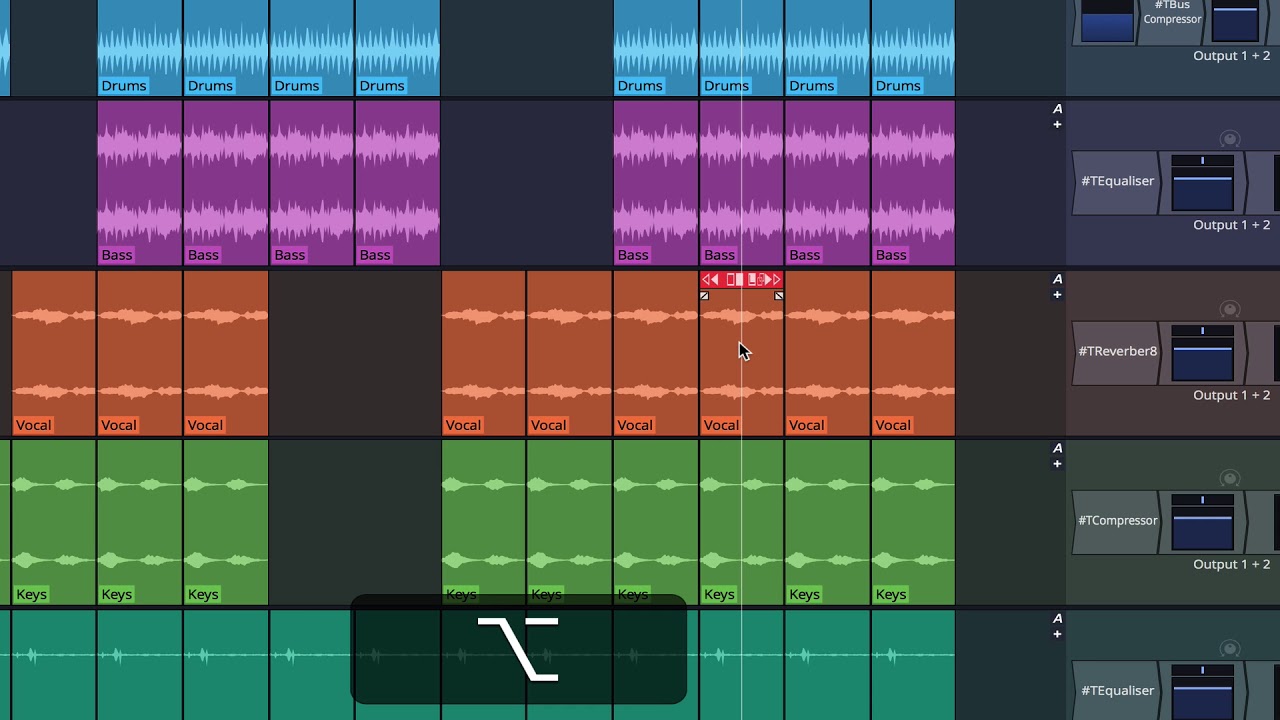 #TBus
Compressor
Output 1 + 2
Drums Drums Drums Drums Drums Drums Drums Drums
A
+
#TEqualiser
Output 1 + 2
Bass Bass Bass Bass Bass Bass Bass Bass
A
+
#TReverber8
Output 1 + 2
Vocal Vocal Vocal Vocal Vocal Vocal Vocal Vocal Vocal
A
+
#TCompressor
Output 1 + 2
Keys Keys Keys Keys Keys Keys Keys Keys Keys
A
+
#TEqualiser